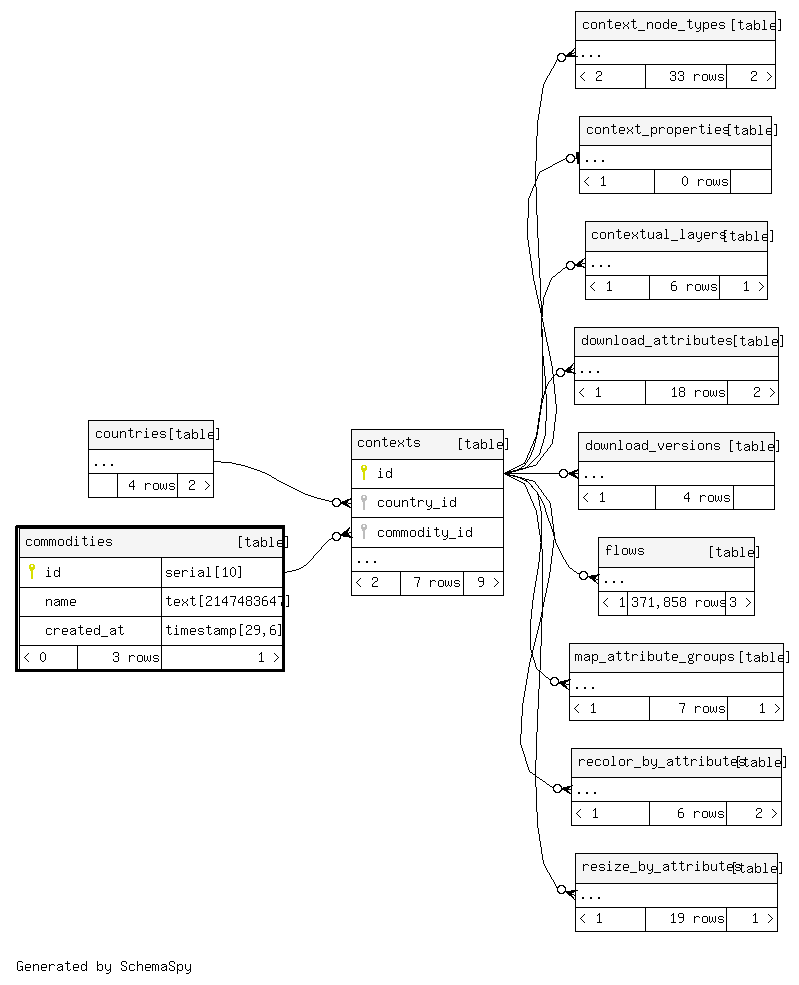 context_node_types [table]
...
< 2 33 rows 2 >
context_properties [table]
...
< 1 0 rows
contextual_layers [table]
...
< 1 6 rows 1 >
download_attributes [table]
...
< 1 18 rows 2 >
countries [table]
...
4 rows 2 >
contexts [table]
id
country_id
commodity_id
...
< 2 7 rows 9 >
download_versions [table]
...
< 1 4 rows
commodities [table]
id serial[10]
name text[2147483647]
created_at timestamp[29,6]
< 0 3 rows 1 >
flows [table]
...
< 1 371,858 rows 3 >
map_attribute_groups [table]
...
< 1 7 rows 1 >
recolor_by_attributes [table]
...
< 1 6 rows 2 >
resize_by_attributes [table]
...
< 1 19 rows 1 >
Generated by SchemaSpy